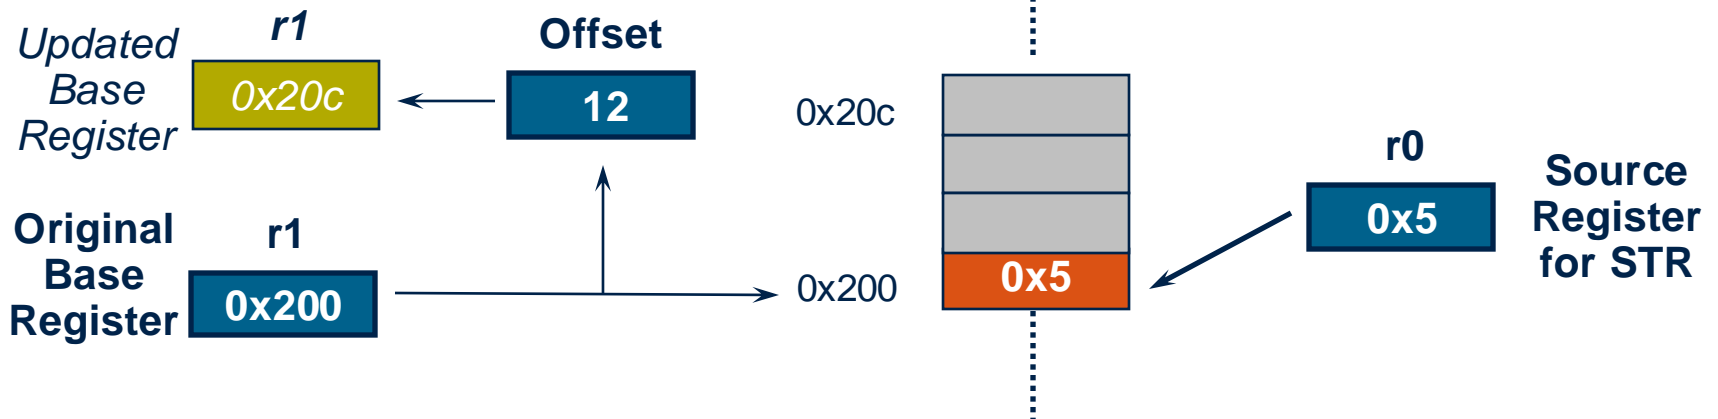 Updated
Base
Register
r1
0x20c
Offset
12
Original
Base
Register
r1
0x200
0x20c
0x200
0x5
r0
0x5
Source
Register
for STR